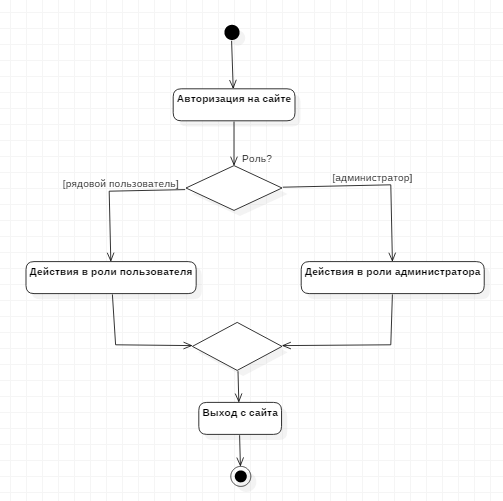 Авторизация на сайте
Роль?
[рядовой пользователь]
[администратор]
Действия в роли пользователя
Действия в роли администратора
Выход с сайта